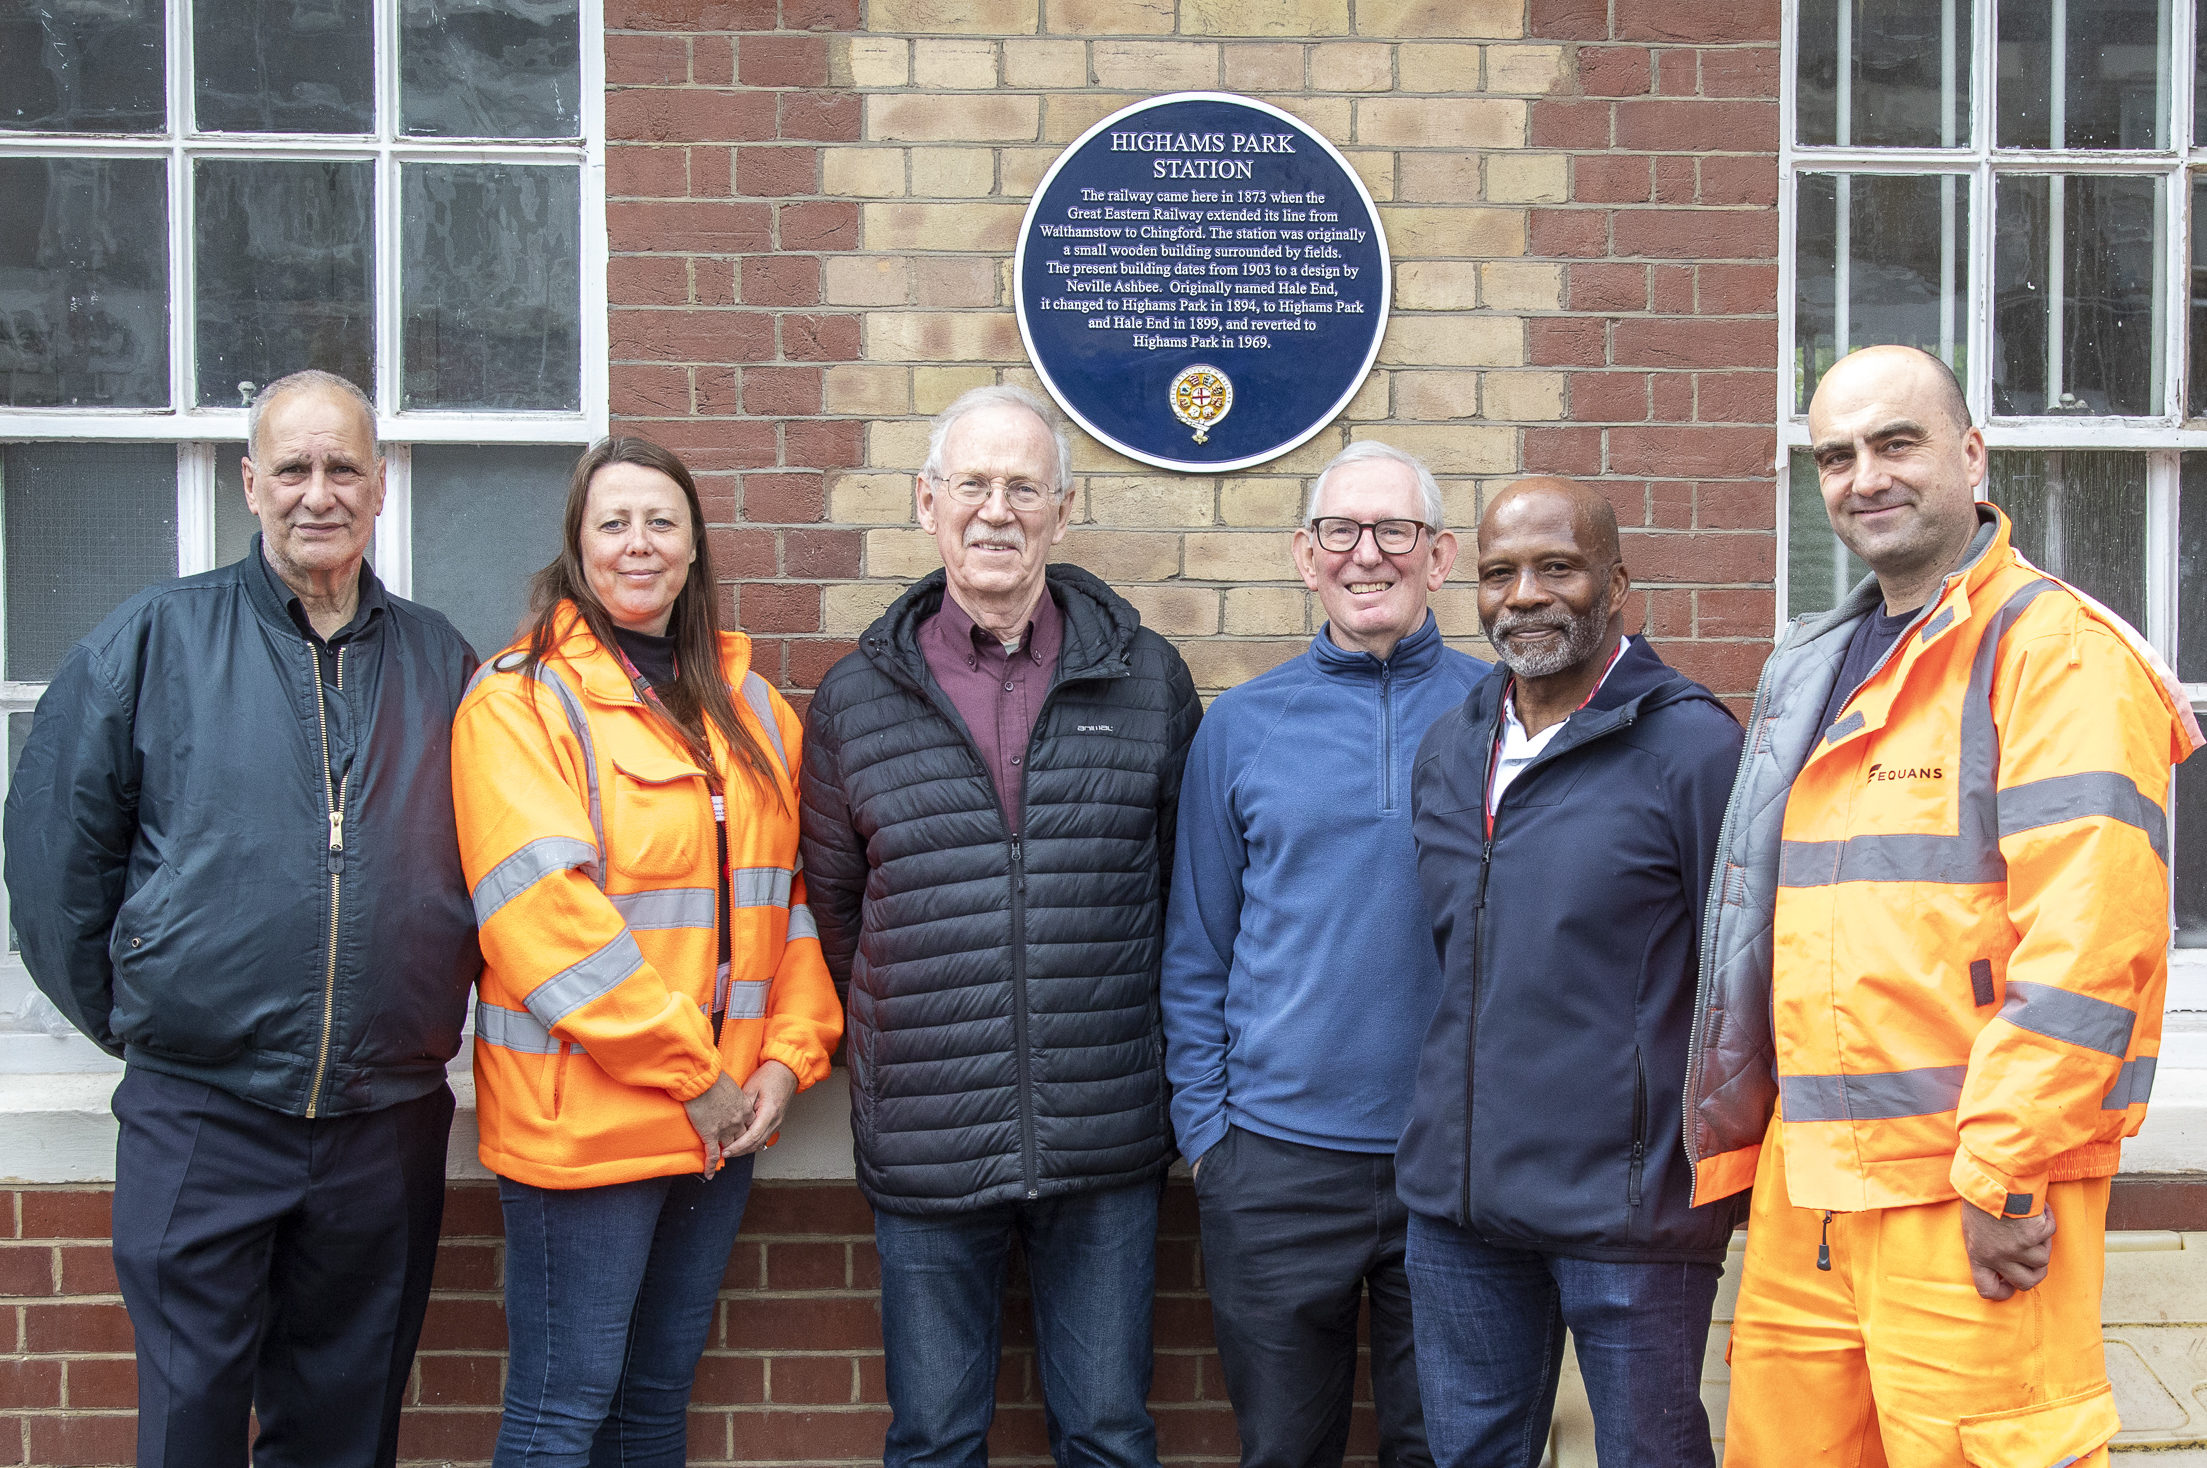 HIGHAMS PARK
STATION
The railway came here in 1873 when the
Great Eastern Railway extended its line from
Walthamstow to Chingford. The station was originally
a small wooden building surrounded by fields.
The present building dates from 1903 to a design by
Neville Ashbee. Originally named Hale End,
it changed to Highams Park in 1894, to Highams Park
and Hale End in 1899, and reverted to
Highams Park in 1969.
animal
EQUANS